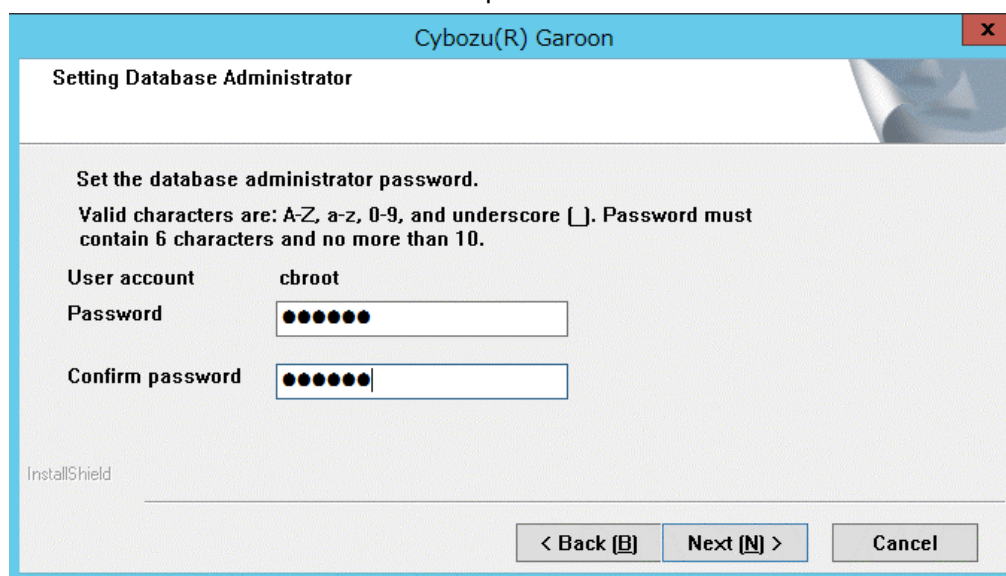 Cybozu(R) Garoon
x
Setting Database Administrator
Set the database administrator password.
Valid characters are: A-Z, a-z, 0-9, and underscore (_). Password must
contain 6 characters and no more than 10.
User account cbroot
Password ●●●●●●
Confirm password ●●●●●●
InstallShield
< Back (B) Next (N) > Cancel